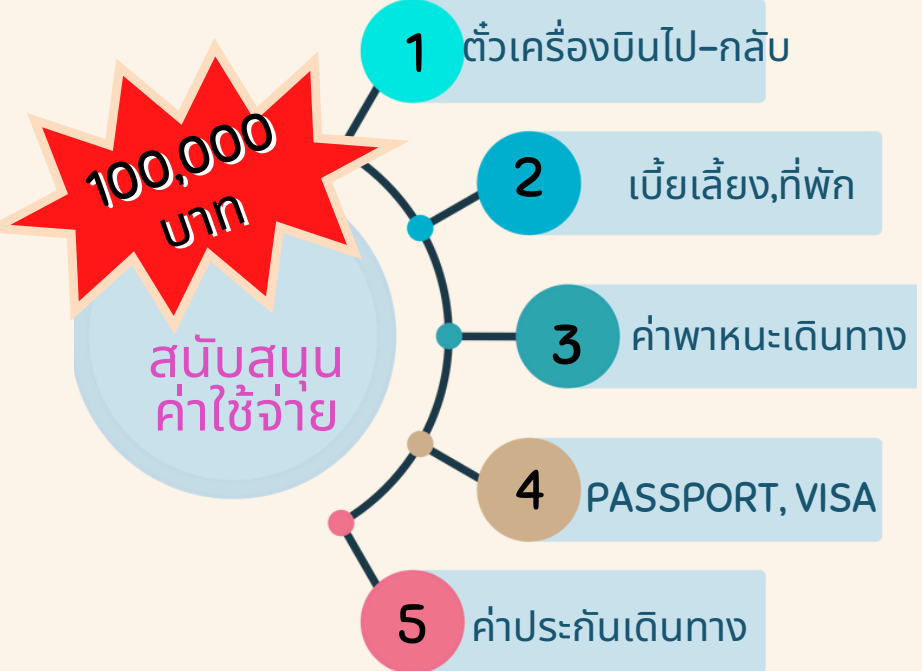 100,000
บาท
สนับสนุน
ค่าใช้จ่าย
1 ตั๋วเครื่องบินไป-กลับ
2 เบี้ยเลี้ยง,ที่พัก
3 ค่าพาหนะเดินทาง
4 PASSPORT, VISA
5 ค่าประกันเดินทาง